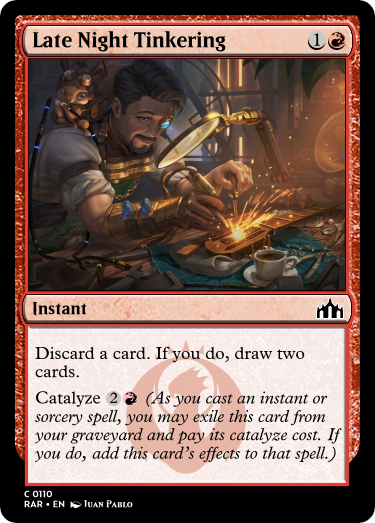 Late Night Tinkering 1
Instant
Discard a card. If you do, draw two
cards.
Catalyze 2 (As you cast an instant or
sorcery spell, you may exile this card from
your graveyard and pay its catalyze cost. If
you do, add this card's effects to that spell.)
C 0110
RAR • EN Juan Pablo